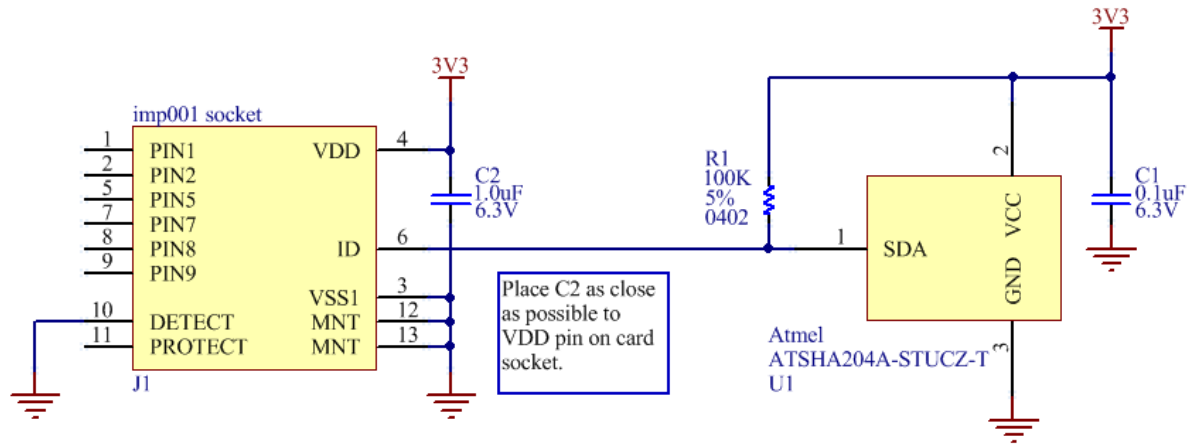 3V3
imp001 socket
1 PIN1
2 PIN2
5 PIN5
7 PIN7
8 PIN8
9 PIN9
10 DETECT
11 PROTECT
VDD 4
ID 6
VSS1 3
MNT 12
MNT 13
J1
C2
1.0uF
6.3V
Place C2 as close
as possible to
VDD pin on card
socket.
3V3
R1
100K
5%
0402
1 SDA
2 VCC
GND 3
C1
0.1uF
6.3V
Atmel
ATSHA204A-STUCZ-T
U1